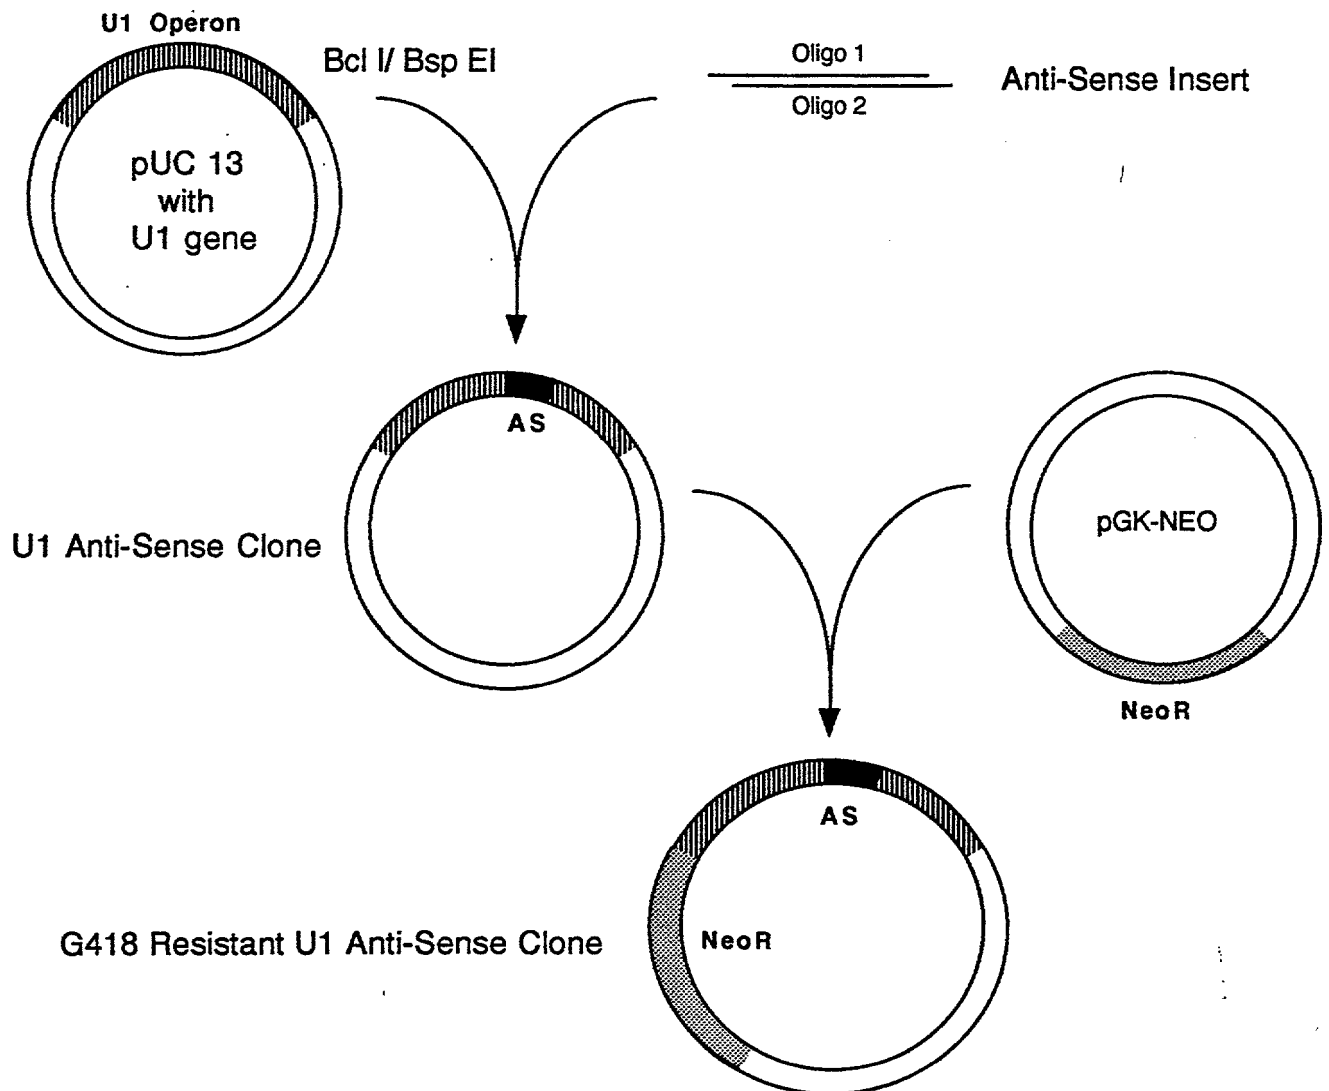 U1 Operon
Bcl I/ Bsp EI
Oligo 1
Oligo 2
Anti-Sense Insert
pUC 13
with
U1 gene
AS
U1 Anti-Sense Clone
pGK-NEO
NeoR
AS
G418 Resistant U1 Anti-Sense Clone
NeoR